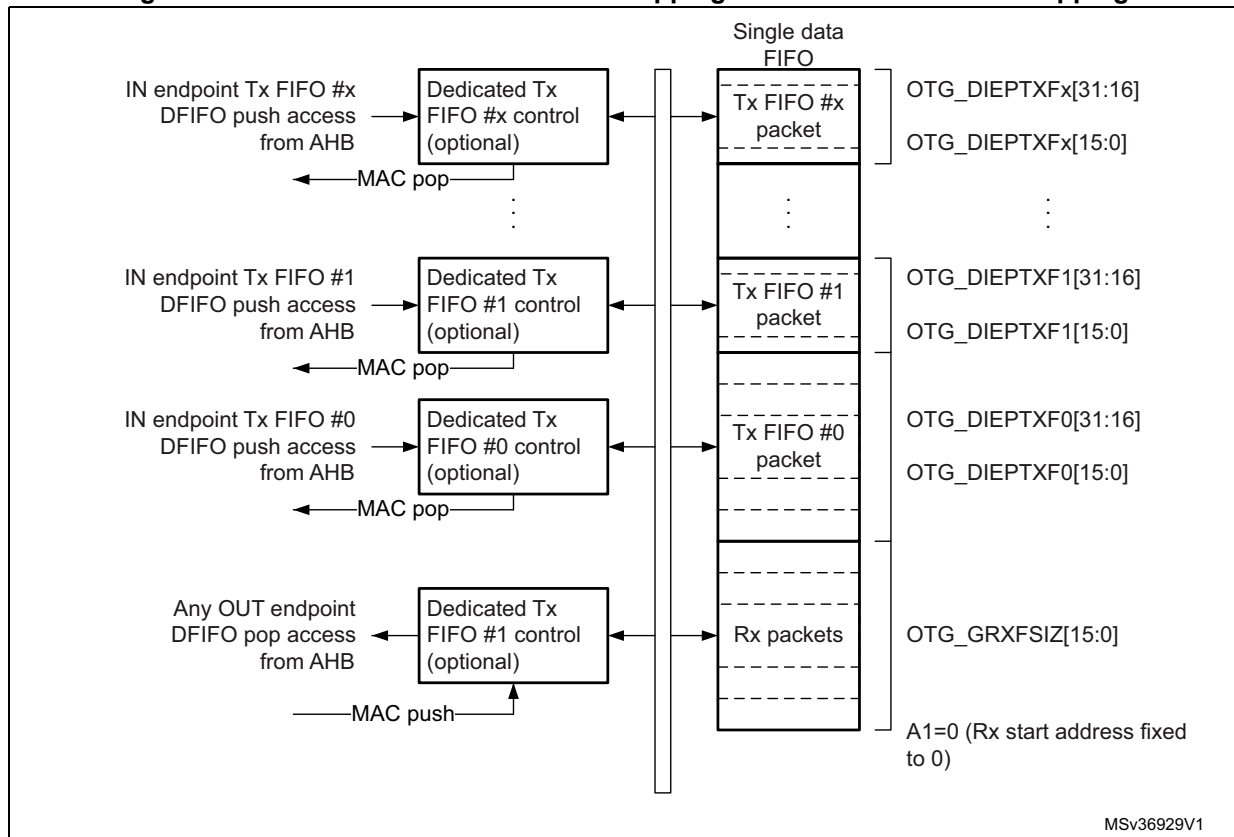 Single data
FIFO
IN endpoint Tx FIFO #x
DFIFO push access
from AHB
Dedicated Tx
FIFO #x control
(optional)
Tx FIFO #x
packet
OTG_DIEPTXFx[31:16]
OTG_DIEPTXFx[15:0]
MAC pop
IN endpoint Tx FIFO #1
DFIFO push access
from AHB
Dedicated Tx
FIFO #1 control
(optional)
Tx FIFO #1
packet
OTG_DIEPTXF1[31:16]
OTG_DIEPTXF1[15:0]
MAC pop
IN endpoint Tx FIFO #0
DFIFO push access
from AHB
Dedicated Tx
FIFO #0 control
(optional)
Tx FIFO #0
packet
OTG_DIEPTXF0[31:16]
OTG_DIEPTXF0[15:0]
MAC pop
Any OUT endpoint
DFIFO pop access
from AHB
Dedicated Tx
FIFO #1 control
(optional)
Rx packets
OTG_GRXFSIZ[15:0]
MAC push
A1=0 (Rx start address fixed
to 0)
MSv36929V1